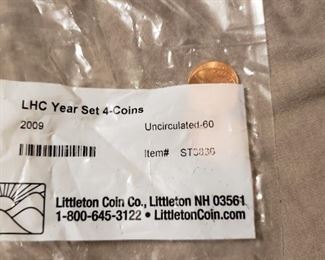 LHC Year Set 4-Coins
2009 Uncirculated-60
Item# ST3836
Littleton Coin Co., Littleton NH 03561
1-800-645-3122 • LittletonCoin.com